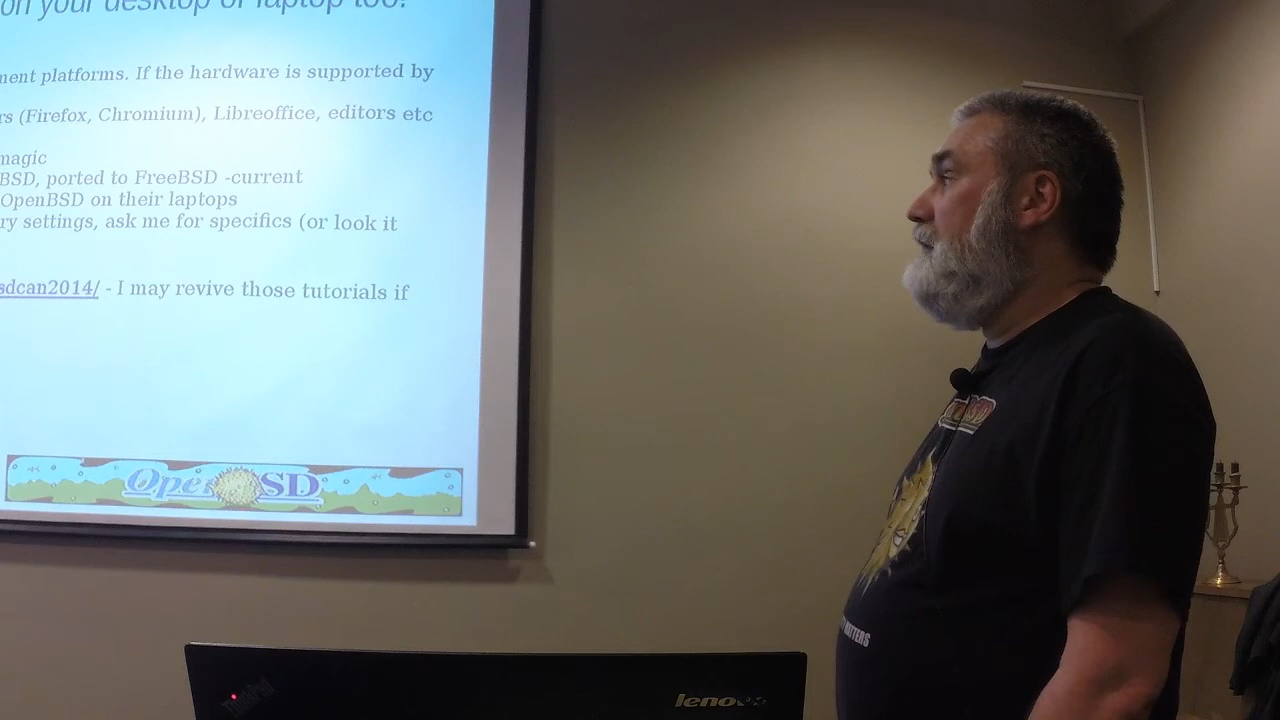 on your desktop or laptop too!
ment platforms. If the hardware is supported by
rs (Firefox, Chromium), Libreoffice, editors etc
magic
BSD, ported to FreeBSD -current
OpenBSD on their laptops
ry settings, ask me for specifics (or look it
sdcan2014/ - I may revive those tutorials if
OpenBSD
MATTERS
ThinkPad
lenovo